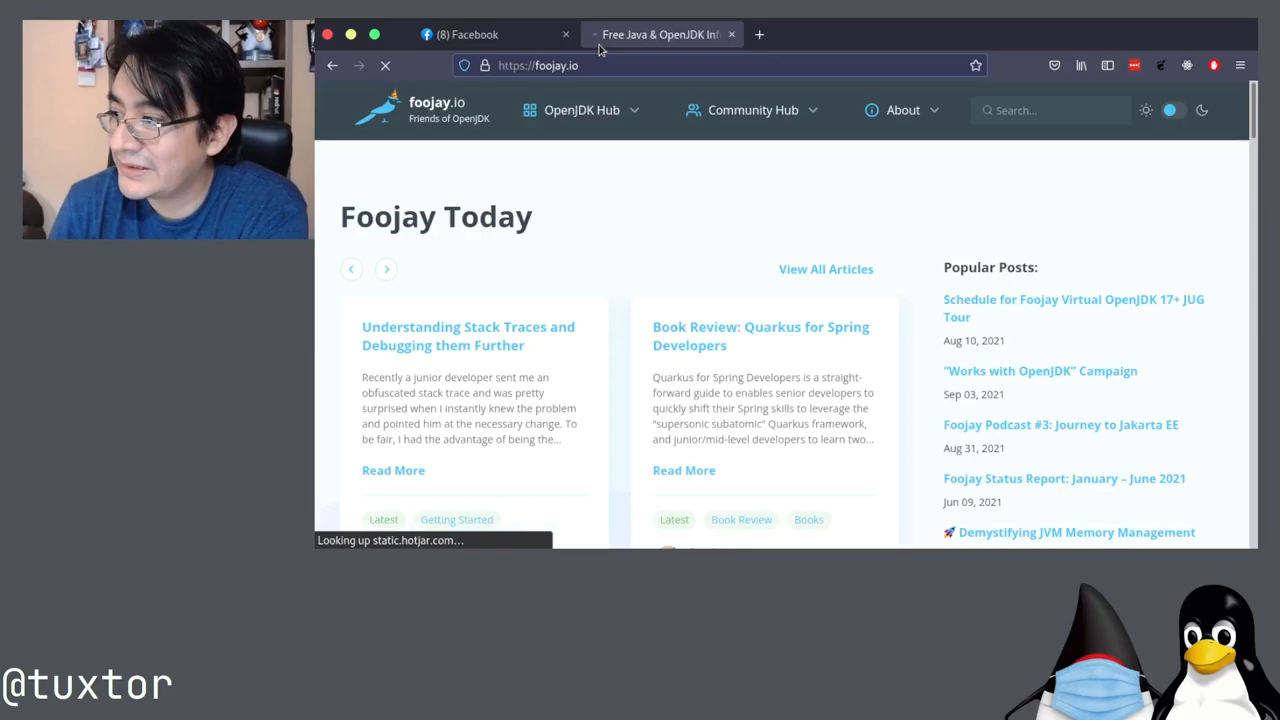 (8) Facebook
Free Java & OpenJDK Inf
https://foojay.io
foojay.io
Friends of OpenJDK
OpenJDK Hub
Community Hub
About
Search...
Foojay Today
View All Articles
Understanding Stack Traces and
Debugging them Further
Recently a junior developer sent me an
obfuscated stack trace and was pretty
surprised when I instantly knew the problem
and pointed him at the necessary change. To
be fair, I had the advantage of being the...
Read More
Latest
Getting Started
Book Review: Quarkus for Spring
Developers
Quarkus for Spring Developers is a straight-
forward guide to enables senior developers to
quickly shift their Spring skills to leverage the
“supersonic subatomic” Quarkus framework,
and junior/mid-level developers to learn two...
Read More
Latest
Book Review
Books
Popular Posts:
Schedule for Foojay Virtual OpenJDK 17+ JUG
Tour
Aug 10, 2021
“Works with OpenJDK” Campaign
Sep 03, 2021
Foojay Podcast #3: Journey to Jakarta EE
Aug 31, 2021
Foojay Status Report: January – June 2021
Jun 09, 2021
🚀 Demystifying JVM Memory Management
Looking up static.hotjar.com…
@tuxtor